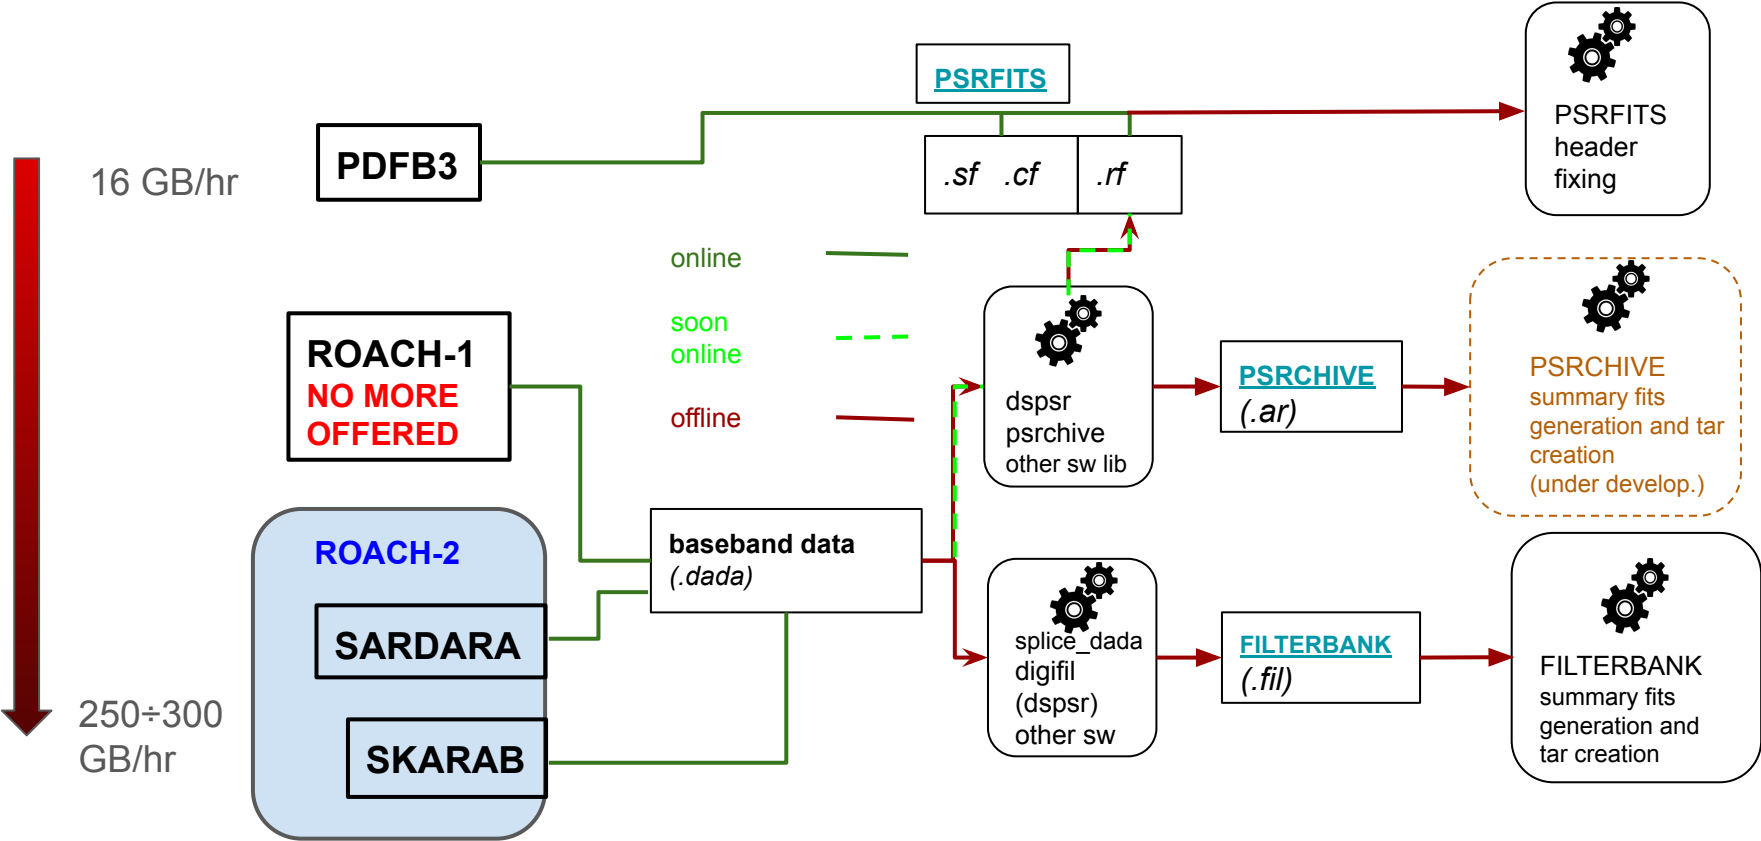 PSRFITS
PSRFITS
header
fixing
16 GB/hr
PDFB3
.sf .cf
.rf
online
soon
online
offline
ROACH-1
NO MORE
OFFERED
dspsr
psrchive
other sw lib
PSRCHIVE
(.ar)
PSRCHIVE
summary fits
generation and tar
creation
(under develop.)
ROACH-2
SARDARA
SKARAB
250÷300
GB/hr
baseband data
(.dada)
splice_dada
digifil
(dspsr)
other sw
FILTERBANK
(.fil)
FILTERBANK
summary fits
generation and
tar creation